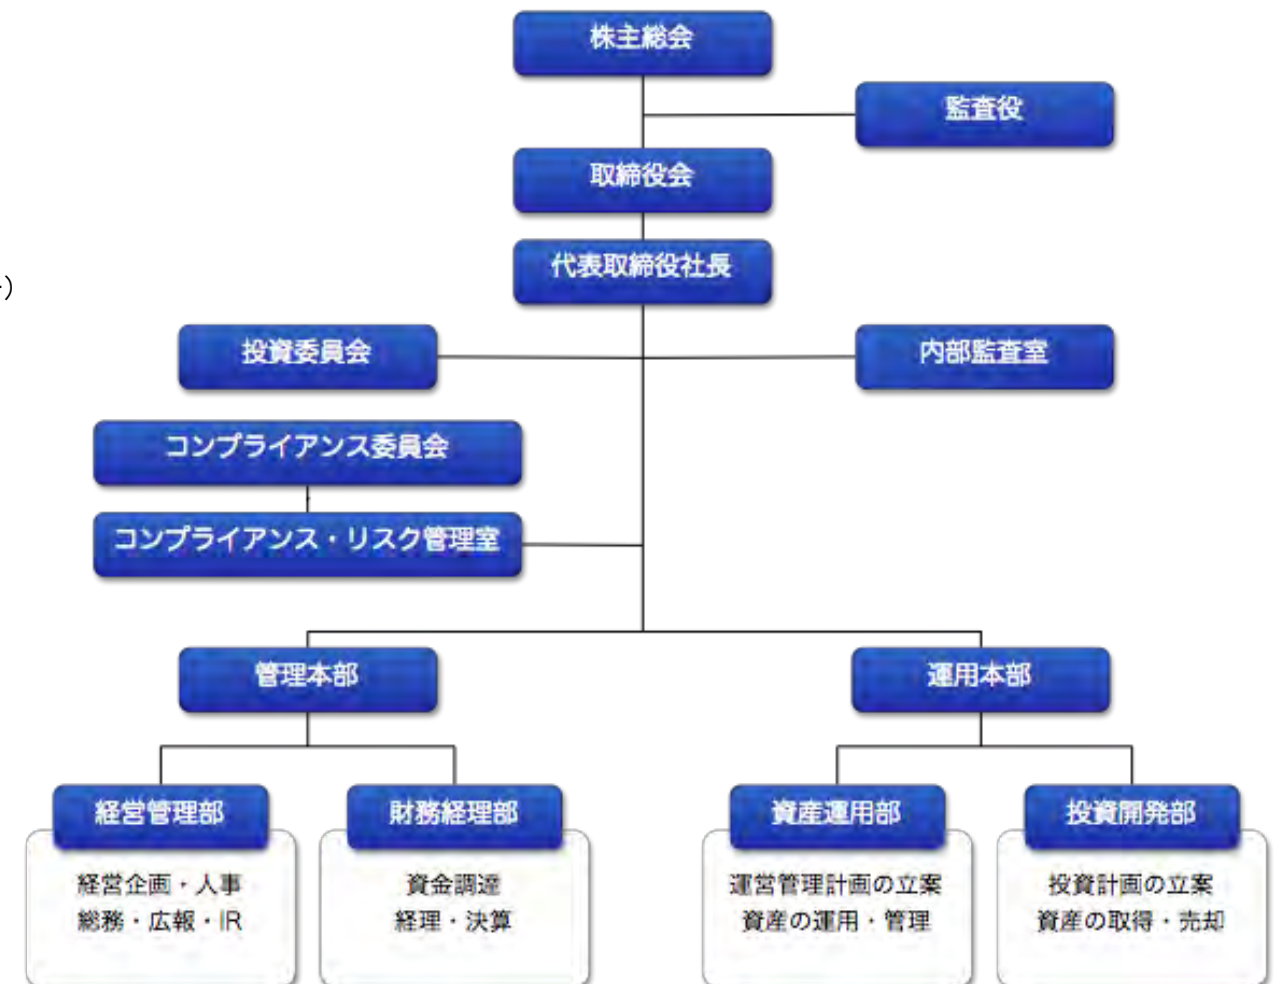 株主総会
監査役
取締役会
代表取締役社長
)
投資委員会
内部監査室
コンプライアンス委員会
コンプライアンス・リスク管理室
管理本部
運用本部
経営管理部
財務経理部
資産運用部
投資開発部
経営企画・人事
総務・広報・IR
資金調達
経理・決算
運営管理計画の立案
資産の運用・管理
投資計画の立案
資産の取得・売却